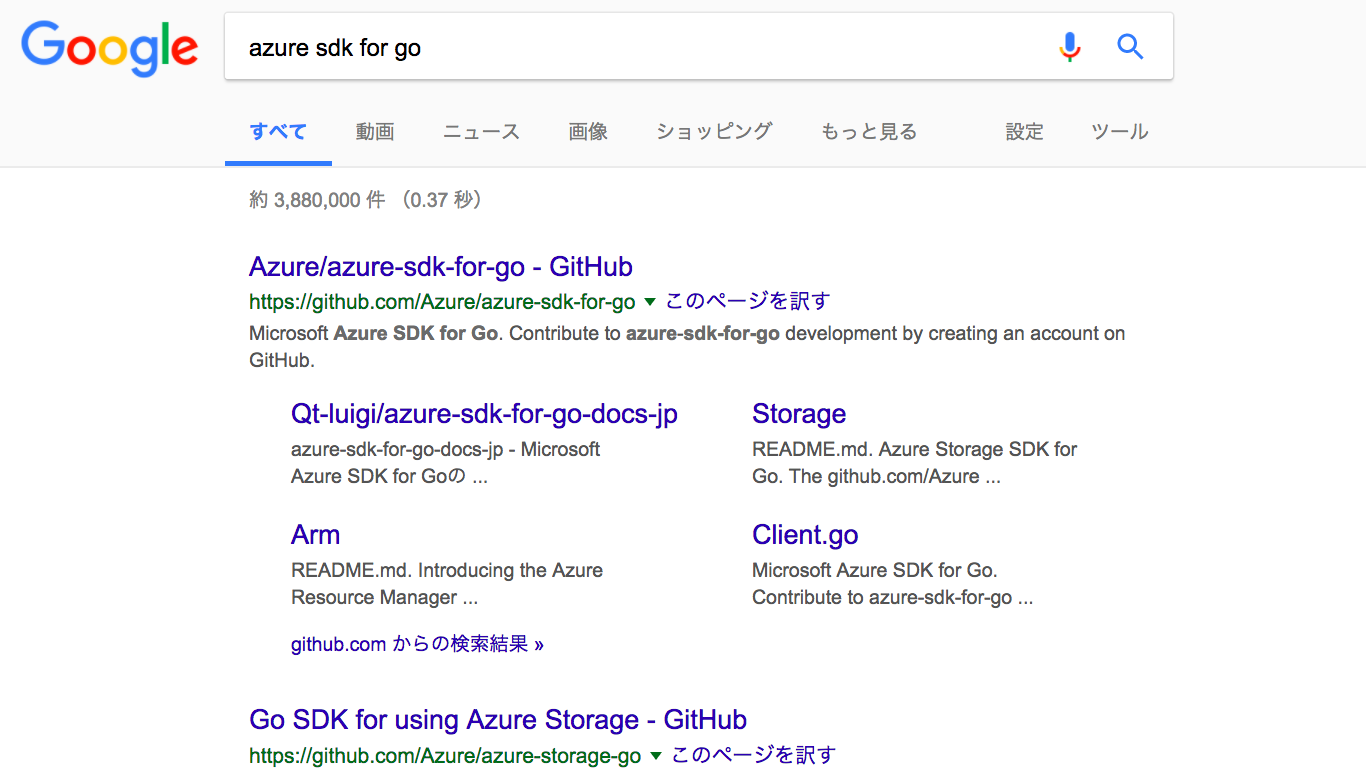 Google
azure sdk for go
すべて 動画 ニュース 画像 ショッピング もっと見る 設定 ツール
約 3,880,000 件 （0.37 秒）
Azure/azure-sdk-for-go - GitHub
https://github.com/Azure/azure-sdk-for-go ▼ このページを訳す
Microsoft Azure SDK for Go. Contribute to azure-sdk-for-go development by creating an account on
GitHub.
Qt-luigi/azure-sdk-for-go-docs-jp
azure-sdk-for-go-docs-jp - Microsoft
Azure SDK for Goの ...
Storage
README.md. Azure Storage SDK for
Go. The github.com/Azure ...
Arm
README.md. Introducing the Azure
Resource Manager ...
Client.go
Microsoft Azure SDK for Go.
Contribute to azure-sdk-for-go ...
github.com からの検索結果 »
Go SDK for using Azure Storage - GitHub
https://github.com/Azure/azure-storage-go ▼ このページを訳す